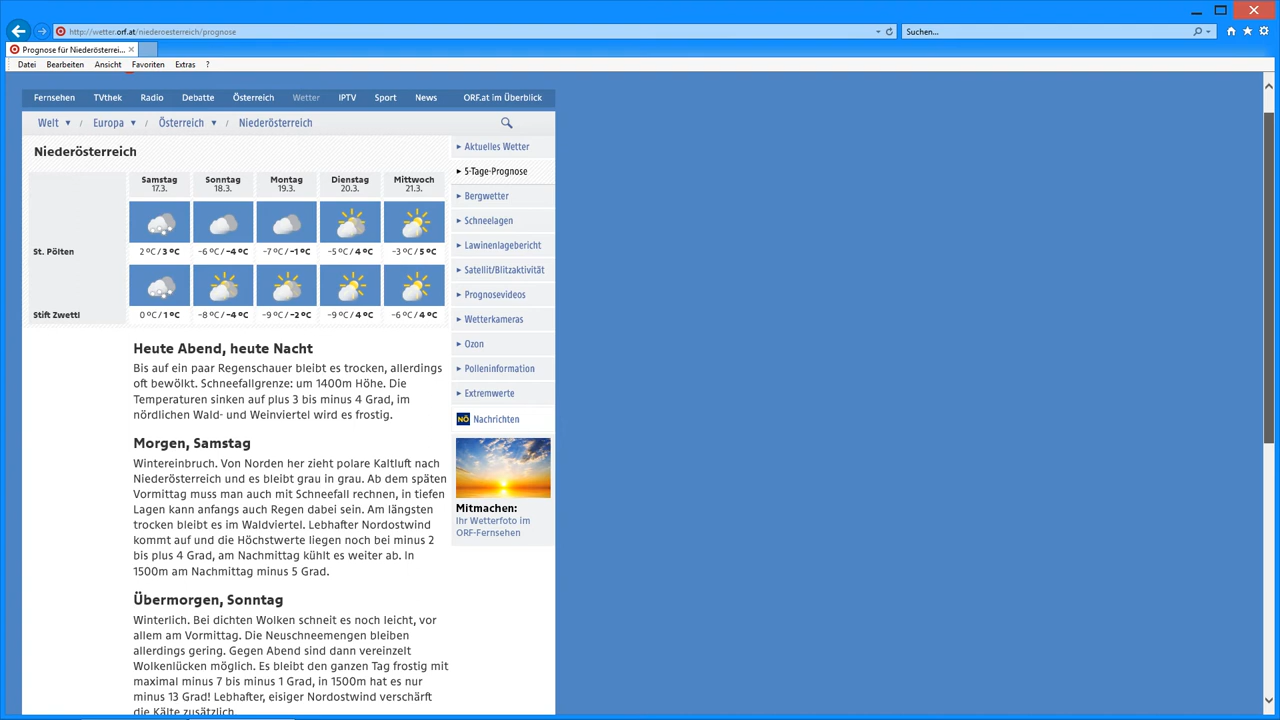 http://wetter.orf.at/niederoesterreich/prognose
Suchen...
Prognose für Niederösterrei...
Datei Bearbeiten Ansicht Favoriten Extras ?
Fernsehen TVthek Radio Debatte Österreich Wetter IPTV Sport News ORF.at im Überblick
Welt / Europa / Österreich / Niederösterreich
Niederösterreich
Samstag Sonntag Montag Dienstag Mittwoch
17.3. 18.3. 19.3. 20.3. 21.3.
St. Pölten 2 ºC / 3 ºC -6 ºC / -4 ºC -7 ºC / -1 ºC -5 ºC / 4 ºC -3 ºC / 5 ºC
Stift Zwettl 0 ºC / 1 ºC -8 ºC / -4 ºC -9 ºC / -2 ºC -9 ºC / 4 ºC -6 ºC / 4 ºC
Heute Abend, heute Nacht
Bis auf ein paar Regenschauer bleibt es trocken, allerdings
oft bewölkt. Schneefallgrenze: um 1400m Höhe. Die
Temperaturen sinken auf plus 3 bis minus 4 Grad, im
nördlichen Wald- und Weinviertel wird es frostig.
Morgen, Samstag
Wintereinbruch. Von Norden her zieht polare Kaltluft nach
Niederösterreich und es bleibt grau in grau. Ab dem späten
Vormittag muss man auch mit Schneefall rechnen, in tiefen
Lagen kann anfangs auch Regen dabei sein. Am längsten
trocken bleibt es im Waldviertel. Lebhafter Nordostwind
kommt auf und die Höchstwerte liegen noch bei minus 2
bis plus 4 Grad, am Nachmittag kühlt es weiter ab. In
1500m am Nachmittag minus 5 Grad.
Übermorgen, Sonntag
Winterlich. Bei dichten Wolken schneit es noch leicht, vor
allem am Vormittag. Die Neuschneemengen bleiben
allerdings gering. Gegen Abend sind dann vereinzelt
Wolkenlücken möglich. Es bleibt den ganzen Tag frostig mit
maximal minus 7 bis minus 1 Grad, in 1500m hat es nur
minus 13 Grad! Lebhafter, eisiger Nordostwind verschärft
die Kälte zusätzlich.
Aktuelles Wetter
5-Tage-Prognose
Bergwetter
Schneelagen
Lawinenlagebericht
Satellit/Blitzaktivität
Prognosevideos
Wetterkameras
Ozon
Polleninformation
Extremwerte
NÖ Nachrichten
Mitmachen:
Ihr Wetterfoto im
ORF-Fernsehen